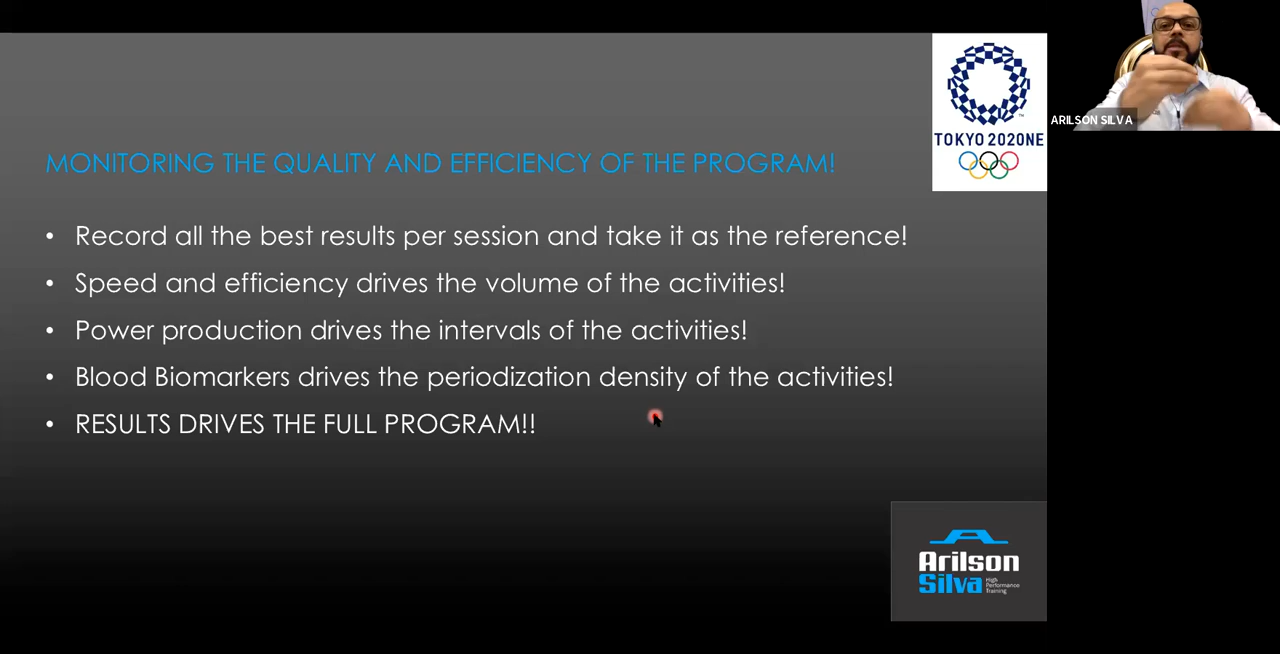 TOKYO 2020NE
ARILSON SILVA
MONITORING THE QUALITY AND EFFICIENCY OF THE PROGRAM!
• Record all the best results per session and take it as the reference!
• Speed and efficiency drives the volume of the activities!
• Power production drives the intervals of the activities!
• Blood Biomarkers drives the periodization density of the activities!
• RESULTS DRIVES THE FULL PROGRAM!!
Arilson
Silva
High
Performance
Training